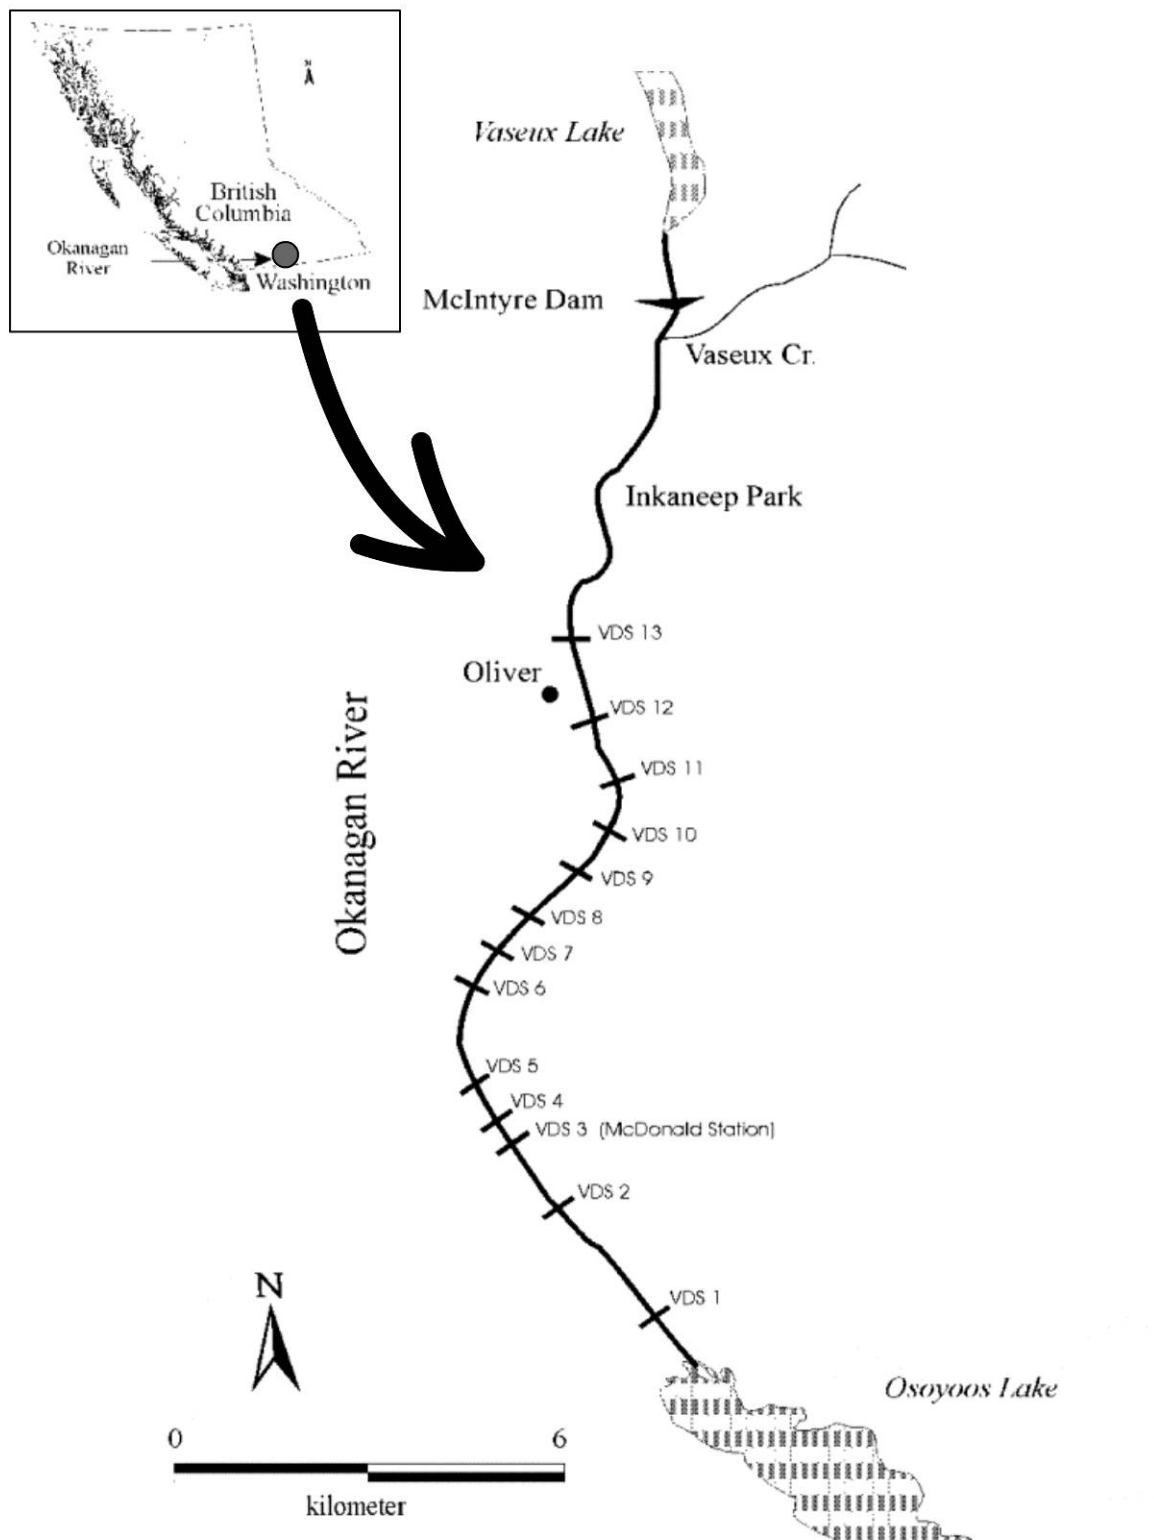 N
British
Columbia
Okanagan
River
Washington
Vaseux Lake
McIntyre Dam
Vaseux Cr.
Inkaneep Park
VDS 13
Oliver
VDS 12
VDS 11
VDS 10
Okanagan River
VDS 9
VDS 8
VDS 7
VDS 6
VDS 5
VDS 4
VDS 3 (McDonald Station)
VDS 2
VDS 1
N
Osoyoos Lake
0 6
kilometer